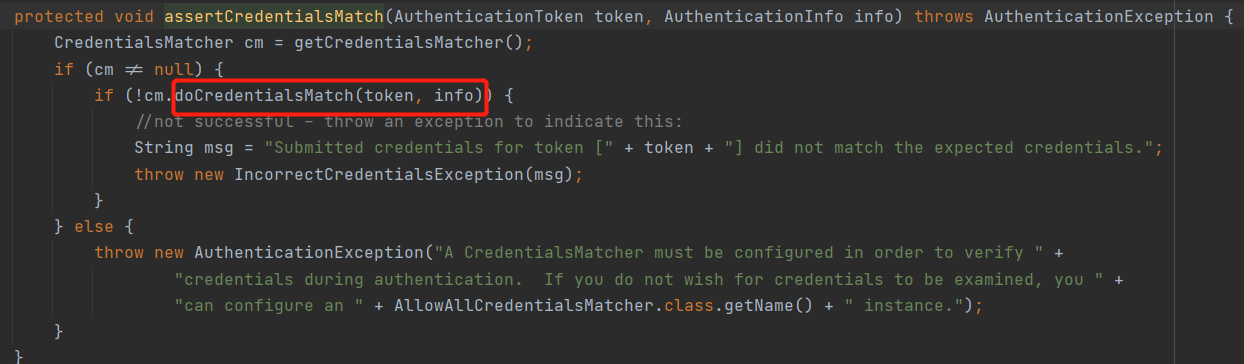 protected void assertCredentialsMatch(AuthenticationToken token, AuthenticationInfo info) throws AuthenticationException {
    CredentialsMatcher cm = getCredentialsMatcher();
    if (cm ≠ null) {
        if (!cm.doCredentialsMatch(token, info)) {
            //not successful - throw an exception to indicate this:
            String msg = "Submitted credentials for token [" + token + "] did not match the expected credentials.";
            throw new IncorrectCredentialsException(msg);
        }
    } else {
        throw new AuthenticationException("A CredentialsMatcher must be configured in order to verify " +
                "credentials during authentication.  If you do not wish for credentials to be examined, you " +
                "can configure an " + AllowAllCredentialsMatcher.class.getName() + " instance.");
    }
}